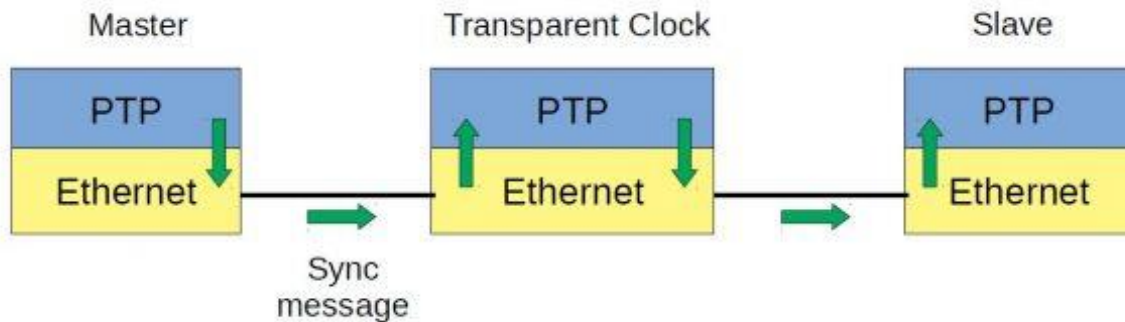 Master
Transparent Clock
Slave
PTP
PTP
PTP
Ethernet
Ethernet
Ethernet
Sync
message